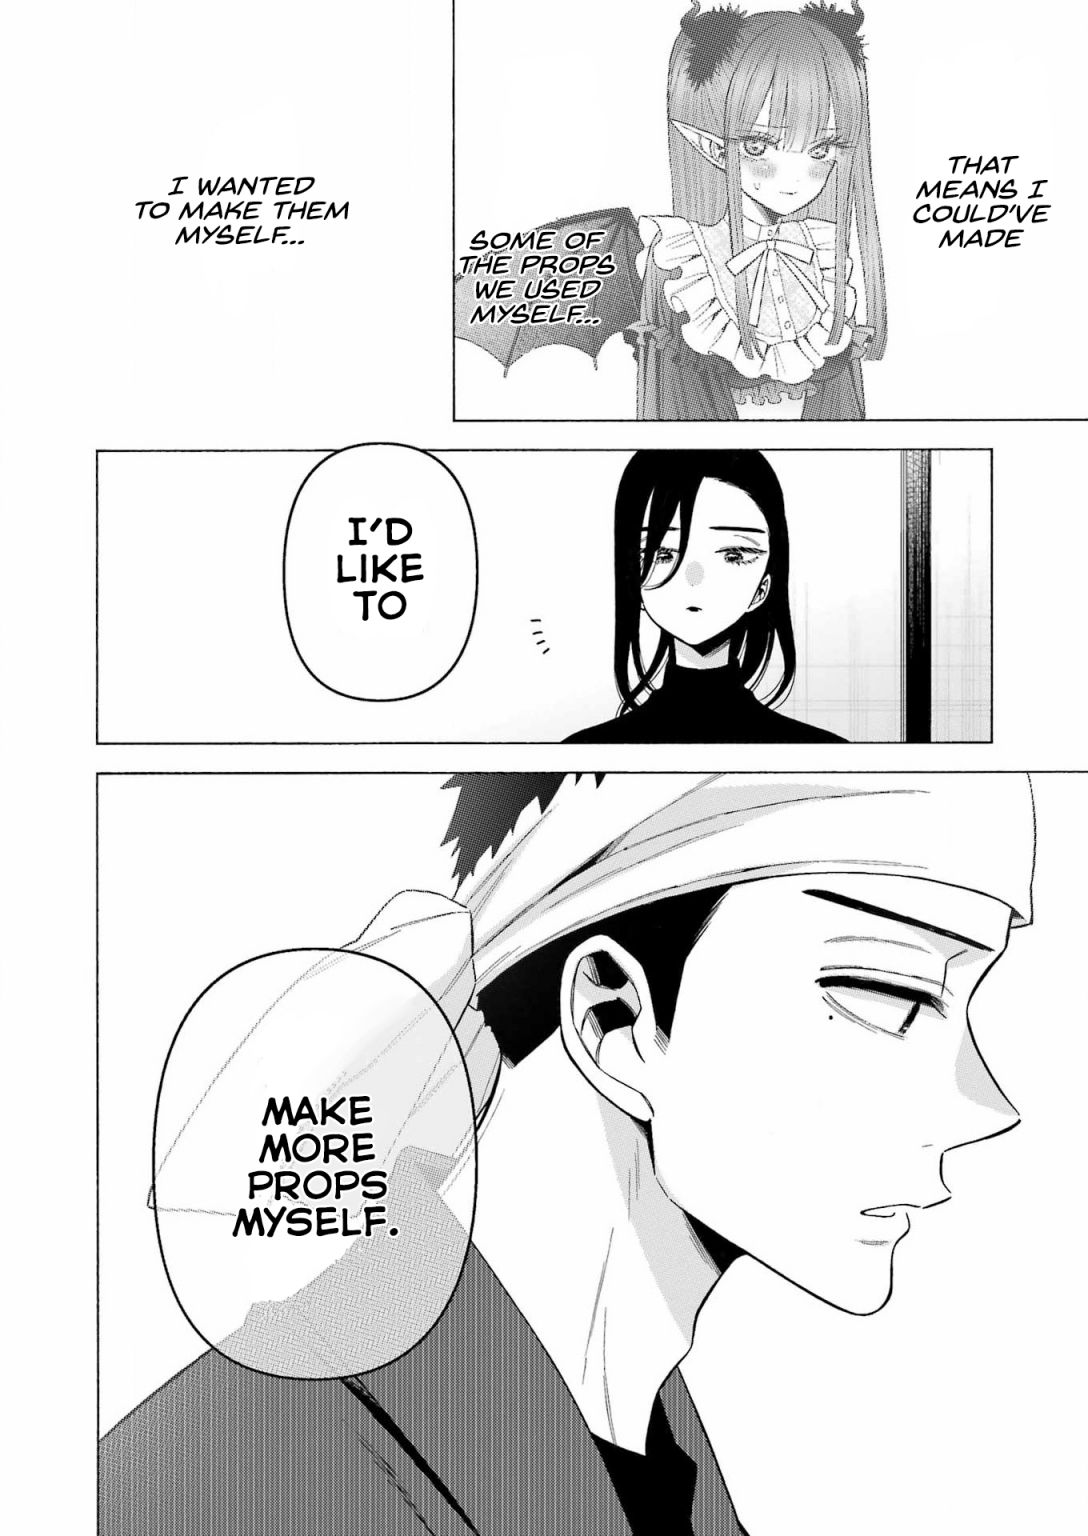 THAT
MEANS I
COULD'VE
MADE
SOME OF
THE PROPS
WE USED
MYSELF...
I WANTED
TO MAKE THEM
MYSELF...
I'D
LIKE
TO
MAKE
MORE
PROPS
MYSELF.